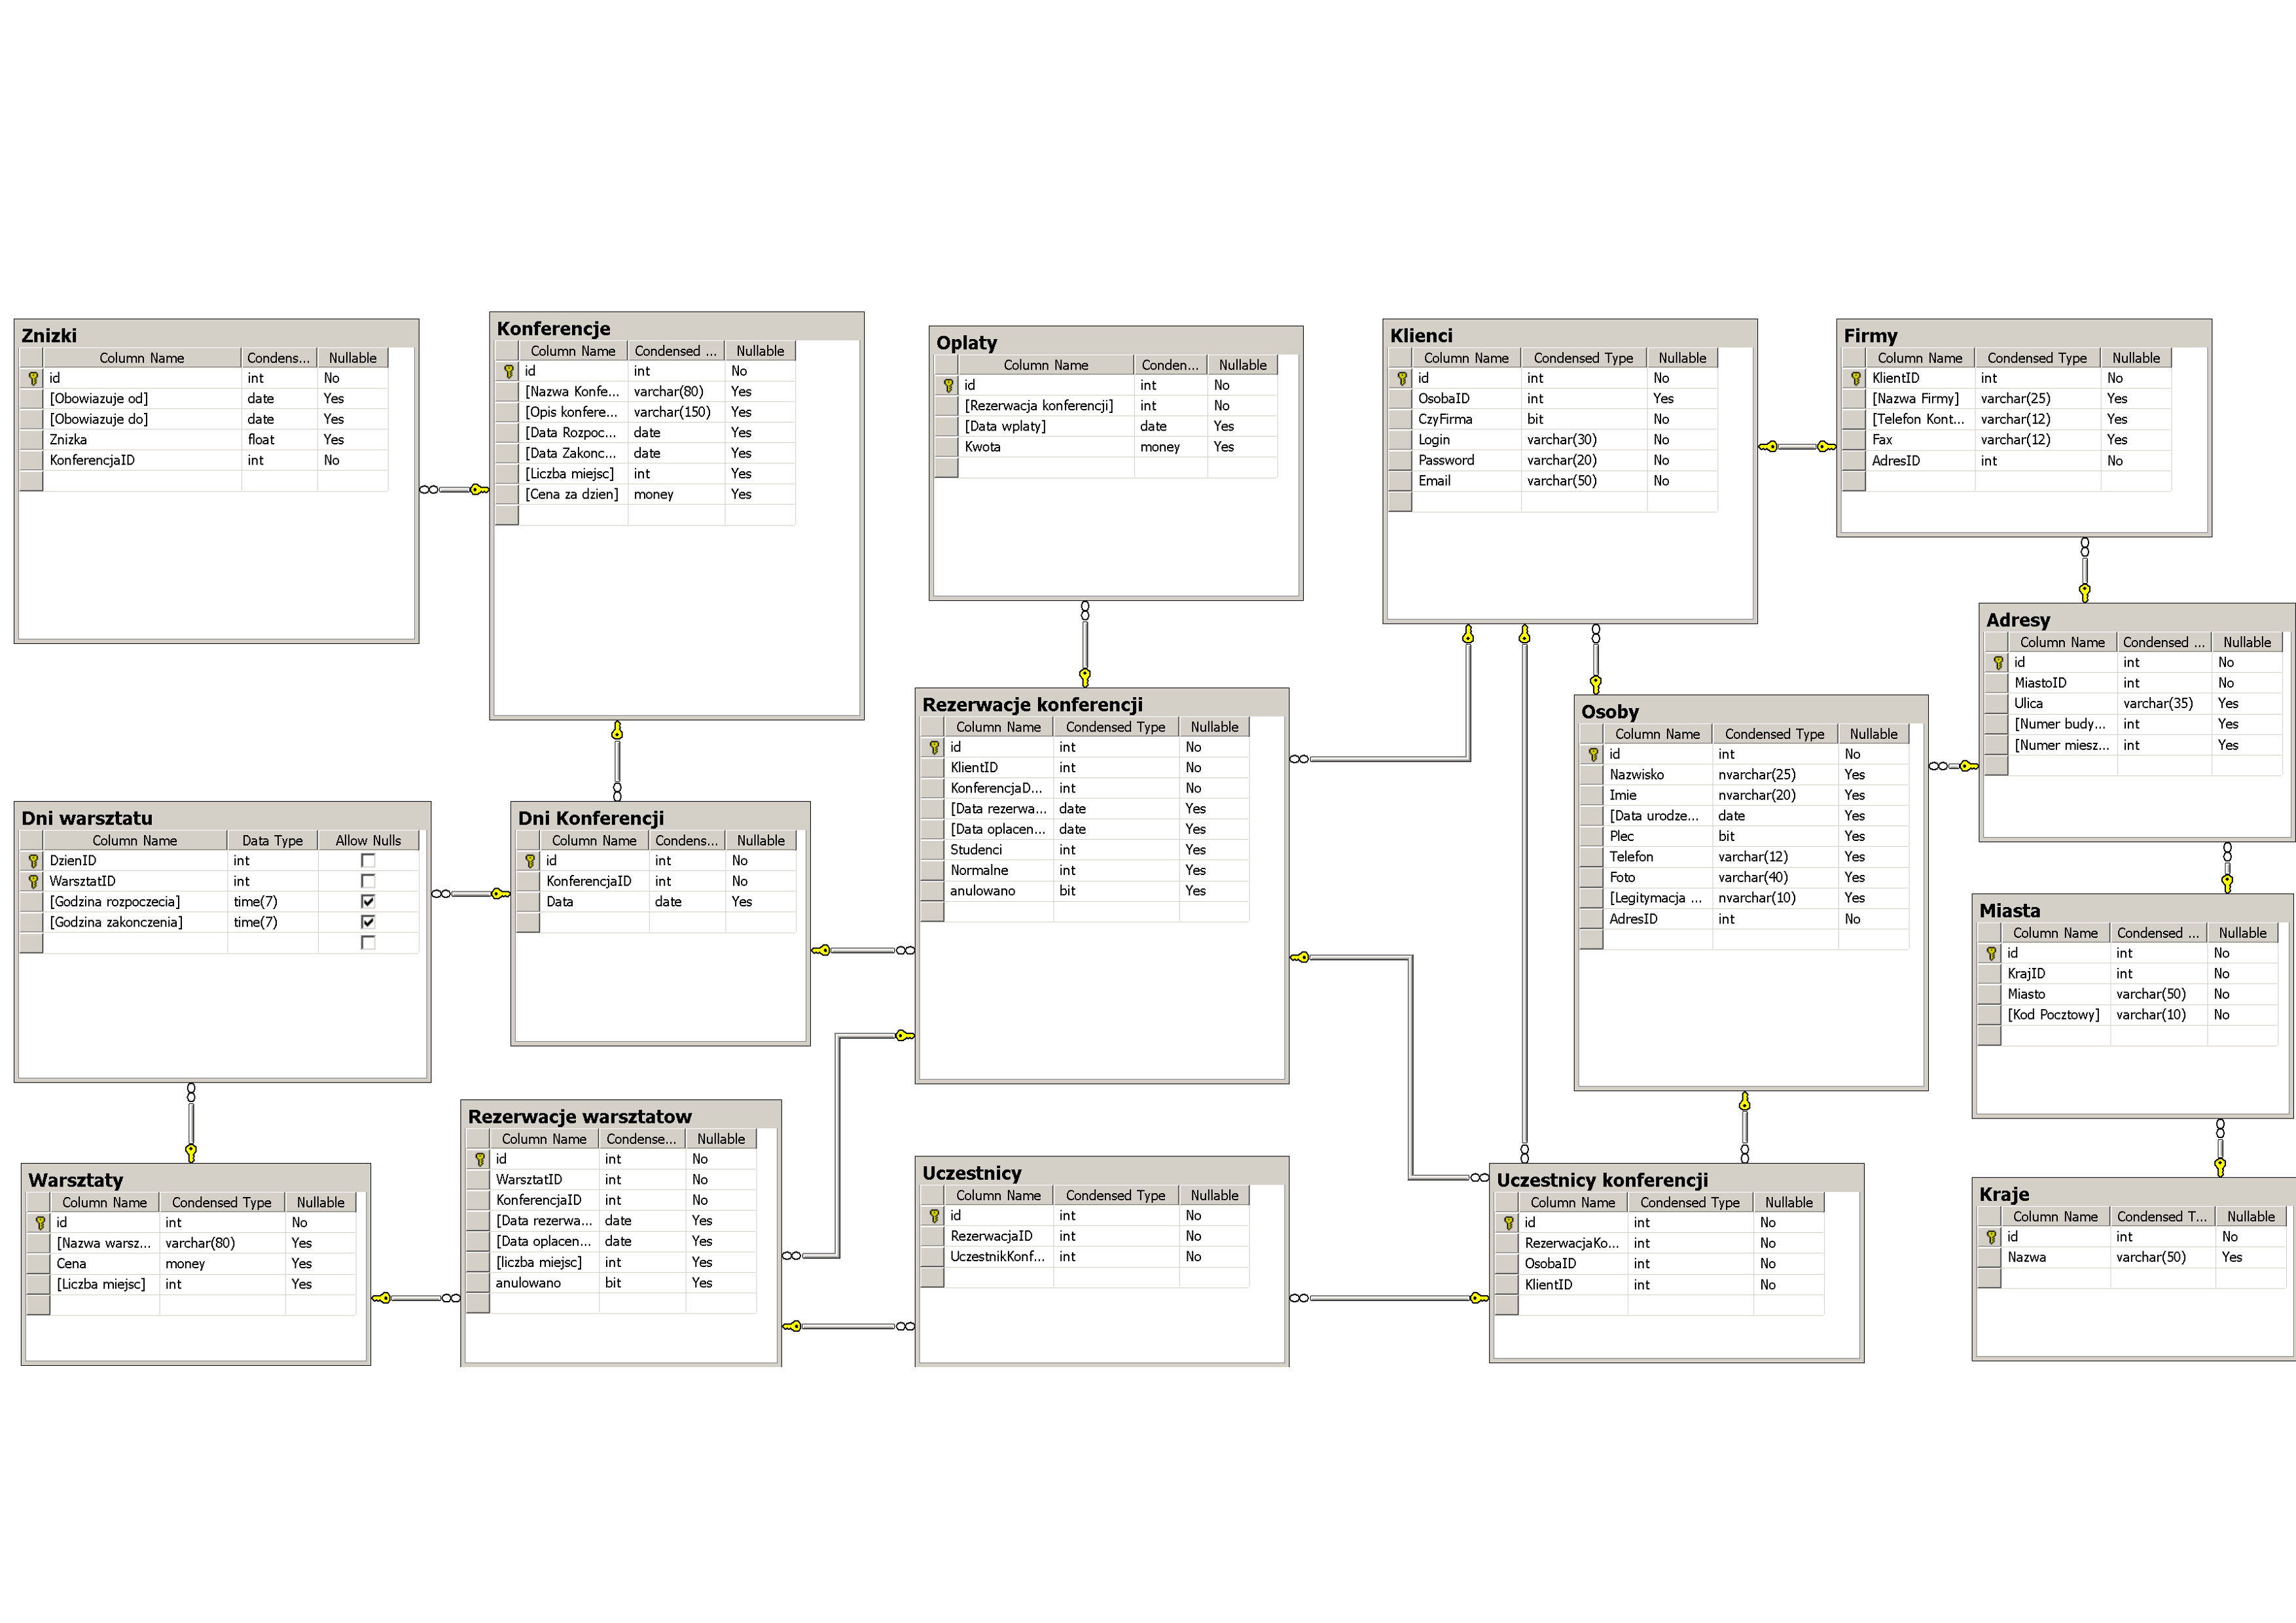 Znizki
Column Name Condens... Nullable
id int No
[Obowiazuje od] date Yes
[Obowiazuje do] date Yes
Znizka float Yes
KonferencjaID int No
Konferencje
Column Name Condensed ... Nullable
id int No
[Nazwa Konfe... varchar(80) Yes
[Opis konfere... varchar(150) Yes
[Data Rozpoc... date Yes
[Data Zakonc... date Yes
[Liczba miejsc] int Yes
[Cena za dzien] money Yes
Oplaty
Column Name Conden... Nullable
id int No
[Rezerwacja konferencji] int No
[Data wplaty] date Yes
Kwota money Yes
Klienci
Column Name Condensed Type Nullable
id int No
OsobaID int Yes
CzyFirma bit No
Login varchar(30) No
Password varchar(20) No
Email varchar(50) No
Firmy
Column Name Condensed Type Nullable
KlientID int No
[Nazwa Firmy] varchar(25) Yes
[Telefon Kont... varchar(12) Yes
Fax varchar(12) Yes
AdresID int No
Adresy
Column Name Condensed ... Nullable
id int No
MiastoID int No
Ulica varchar(35) Yes
[Numer budy... int Yes
[Numer miesz... int Yes
Rezerwacje konferencji
Column Name Condensed Type Nullable
id int No
KlientID int No
KonferencjaD... int No
[Data rezerwa... date Yes
[Data oplacen... date Yes
Studenci int Yes
Normalne int Yes
anulowano bit Yes
Osoby
Column Name Condensed Type Nullable
id int No
Nazwisko nvarchar(25) Yes
Imie nvarchar(20) Yes
[Data urodze... date Yes
Plec bit Yes
Telefon varchar(12) Yes
Foto varchar(40) Yes
[Legitymacja ... nvarchar(10) Yes
AdresID int No
Dni warsztatu
Column Name Data Type Allow Nulls
DzienID int
WarsztatID int
[Godzina rozpoczecia] time(7)
[Godzina zakonczenia] time(7)
Dni Konferencji
Column Name Condens... Nullable
id int No
KonferencjaID int No
Data date Yes
Miasta
Column Name Condensed ... Nullable
id int No
KrajID int No
Miasto varchar(50) No
[Kod Pocztowy] varchar(10) No
Warsztaty
Column Name Condensed Type Nullable
id int No
[Nazwa warsz... varchar(80) Yes
Cena money Yes
[Liczba miejsc] int Yes
Rezerwacje warsztatow
Column Name Condense... Nullable
id int No
WarsztatID int No
KonferencjaID int No
[Data rezerwa... date Yes
[Data oplacen... date Yes
[liczba miejsc] int Yes
anulowano bit Yes
Uczestnicy
Column Name Condensed Type Nullable
id int No
RezerwacjaID int No
UczestnikKonf... int No
Uczestnicy konferencji
Column Name Condensed Type Nullable
id int No
RezerwacjaKo... int No
OsobaID int No
KlientID int No
Kraje
Column Name Condensed T... Nullable
id int No
Nazwa varchar(50) Yes